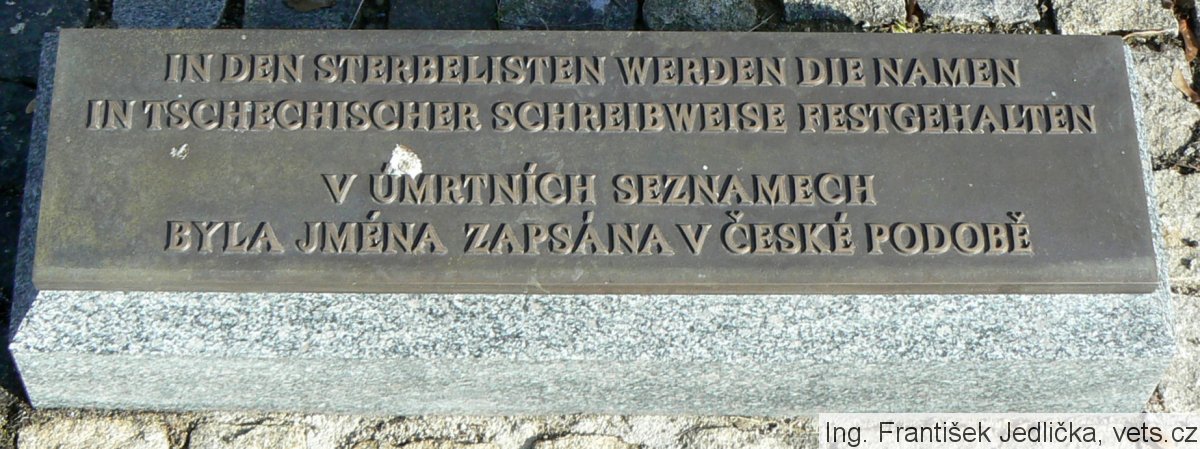 IN DEN STERBELISTEN WERDEN DIE NAMEN
IN TSCHECHISCHER SCHREIBWEISE FESTGEHALTEN
V ÚMRTNÍCH SEZNAMECH
BYLA JMÉNA ZAPSÁNA V ČESKÉ PODOBĚ
Ing. František Jedlička, vets.cz